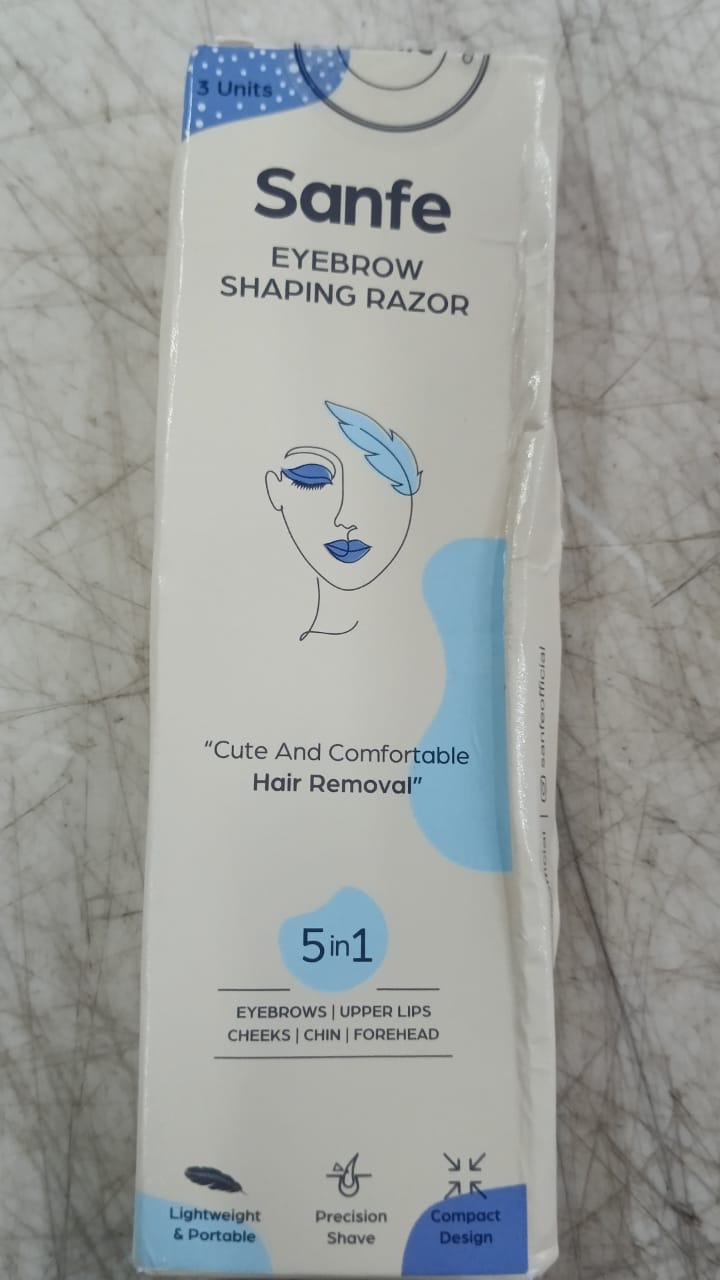 3 Units
Sanfe
EYEBROW
SHAPING RAZOR
“Cute And Comfortable
Hair Removal”
5in1
EYEBROWS | UPPER LIPS
CHEEKS | CHIN | FOREHEAD
Lightweight
& Portable
Precision
Shave
Compact
Design
| sanfeofficial